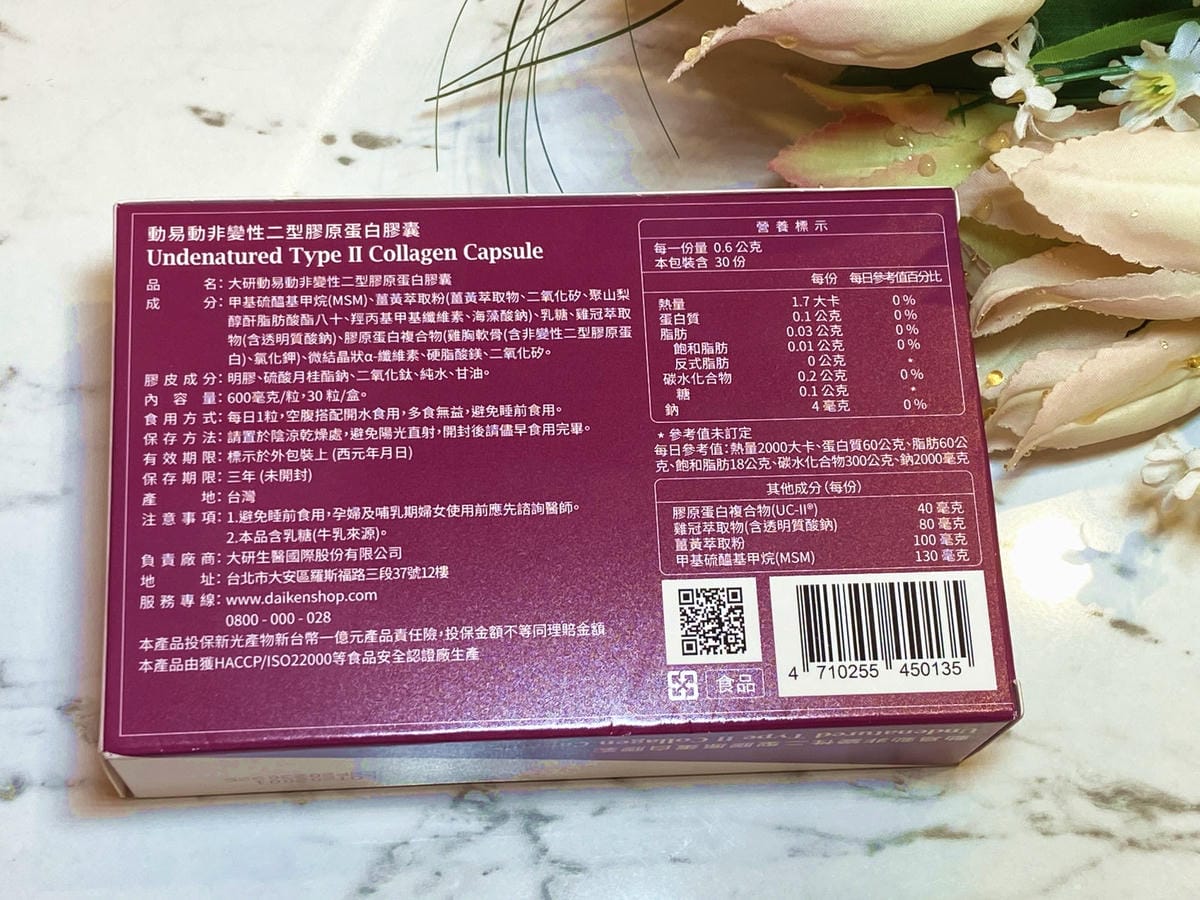 動易動非變性二型膠原蛋白膠囊
Undenatured Type II Collagen Capsule
品名:大研動易動非變性二型膠原蛋白膠囊
成分:甲基硫醯基甲烷(MSM)、薑黃萃取粉(薑黃萃取物、二氧化矽、聚山梨
醇酐脂肪酸酯八十、羥丙基甲基纖維素、海藻酸鈉)、乳糖、雞冠萃取
物(含透明質酸鈉)、膠原蛋白複合物(雞胸軟骨(含非變性二型膠原蛋
白)、氯化鉀)、微結晶狀α-纖維素、硬脂酸鎂、二氧化矽。
膠皮成分:明膠、硫酸月桂酯鈉、二氧化鈦、純水、甘油。
內容量:600毫克/粒,30粒/盒。
食用方式:每日1粒,空腹搭配開水食用,多食無益,避免睡前食用。
保存方法:請置於陰涼乾燥處,避免陽光直射,開封後請儘早食用完畢。
有效期限:標示於外包裝上 (西元年月日)
保存期限:三年 (未開封)
產地:台灣
注意事項:1.避免睡前食用,孕婦及哺乳期婦女使用前應先諮詢醫師。
2.本品含乳糖(牛乳來源)。
負責廠商:大研生醫國際股份有限公司
地址:台北市大安區羅斯福路三段37號12樓
服務專線:www.daikenshop.com
0800 - 000 - 028
本產品投保新光產物新台幣一億元產品責任險,投保金額不等同理賠金額
本產品由獲HACCP/ISO22000等食品安全認證廠生產
營養標示
每一份量 0.6 公克
本包裝含 30 份
每份 每日參考值百分比
熱量 1.7 大卡 0 %
蛋白質 0.1 公克 0 %
脂肪 0.03 公克 0 %
飽和脂肪 0.01 公克 0 %
反式脂肪 0 公克 *
碳水化合物 0.2 公克 0 %
糖 0.1 公克 *
鈉 4 毫克 0 %
* 參考值未訂定
每日參考值:熱量2000大卡、蛋白質60公克、脂肪60公
克、飽和脂肪18公克、碳水化合物300公克、鈉2000毫克
其他成分 (每份)
膠原蛋白複合物(UC-II®) 40 毫克
雞冠萃取物(含透明質酸鈉) 80 毫克
薑黃萃取粉 100 毫克
甲基硫醯基甲烷(MSM) 130 毫克
食品
4 710255 450135
動易動非變性二型膠原蛋白膠囊
Undenatured Type II Collagen